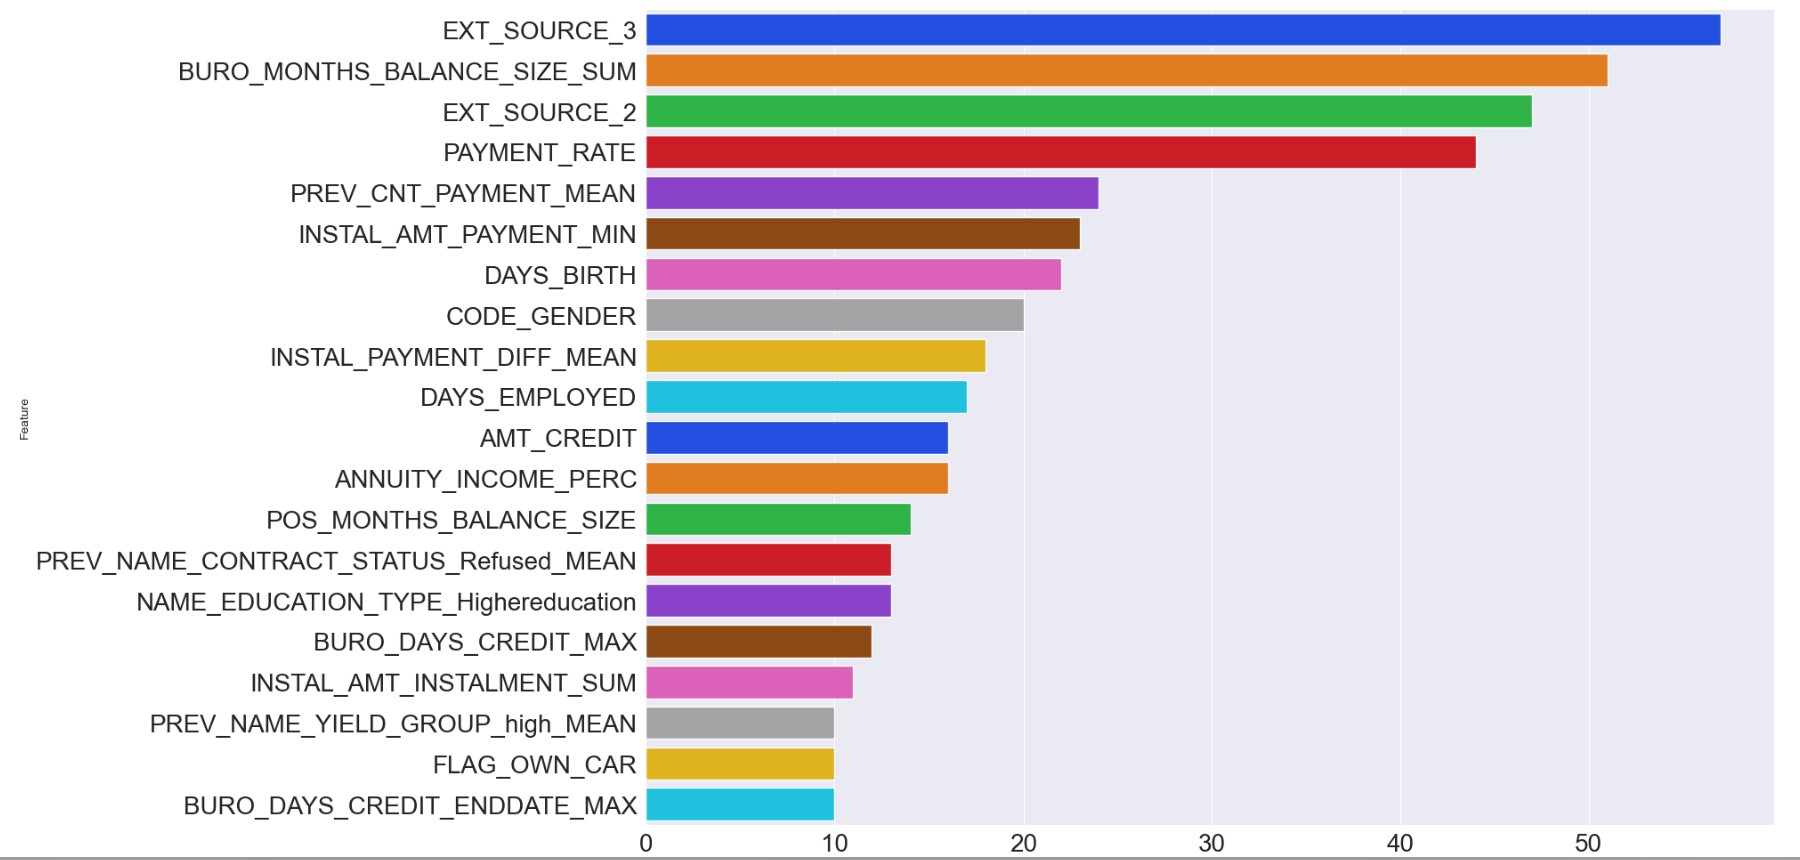 EXT_SOURCE_3
BURO_MONTHS_BALANCE_SIZE_SUM
EXT_SOURCE_2
PAYMENT_RATE
PREV_CNT_PAYMENT_MEAN
INSTAL_AMT_PAYMENT_MIN
DAYS_BIRTH
CODE_GENDER
INSTAL_PAYMENT_DIFF_MEAN
DAYS_EMPLOYED
AMT_CREDIT
ANNUITY_INCOME_PERC
POS_MONTHS_BALANCE_SIZE
PREV_NAME_CONTRACT_STATUS_Refused_MEAN
NAME_EDUCATION_TYPE_Highereducation
BURO_DAYS_CREDIT_MAX
INSTAL_AMT_INSTALMENT_SUM
PREV_NAME_YIELD_GROUP_high_MEAN
FLAG_OWN_CAR
BURO_DAYS_CREDIT_ENDDATE_MAX
Feature
0 10 20 30 40 50